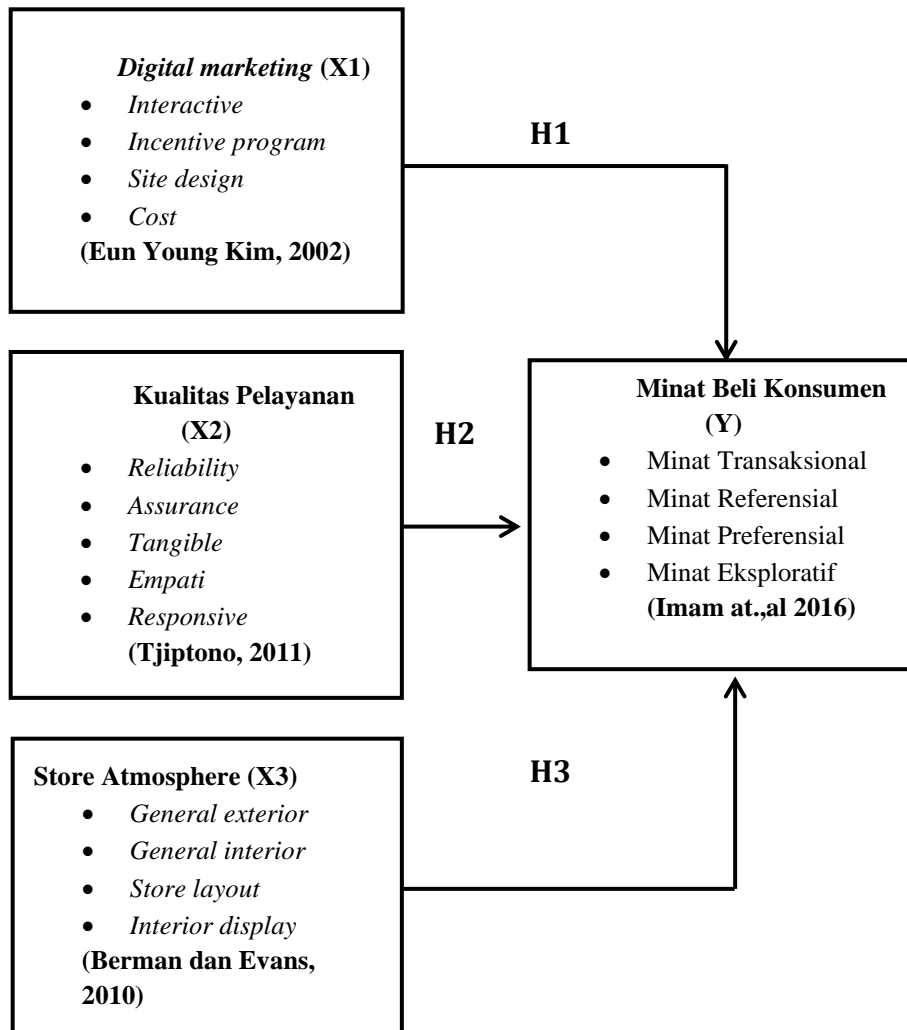 Digital marketing (X1)
• Interactive
• Incentive program
• Site design
• Cost
(Eun Young Kim, 2002)
H1
Kualitas Pelayanan
(X2)
• Reliability
• Assurance
• Tangible
• Empati
• Responsive
(Tjiptono, 2011)
H2
Minat Beli Konsumen
(Y)
• Minat Transaksional
• Minat Referensial
• Minat Preferensial
• Minat Eksploratif
(Imam at.,al 2016)
Store Atmosphere (X3)
• General exterior
• General interior
• Store layout
• Interior display
(Berman dan Evans,
2010)
H3